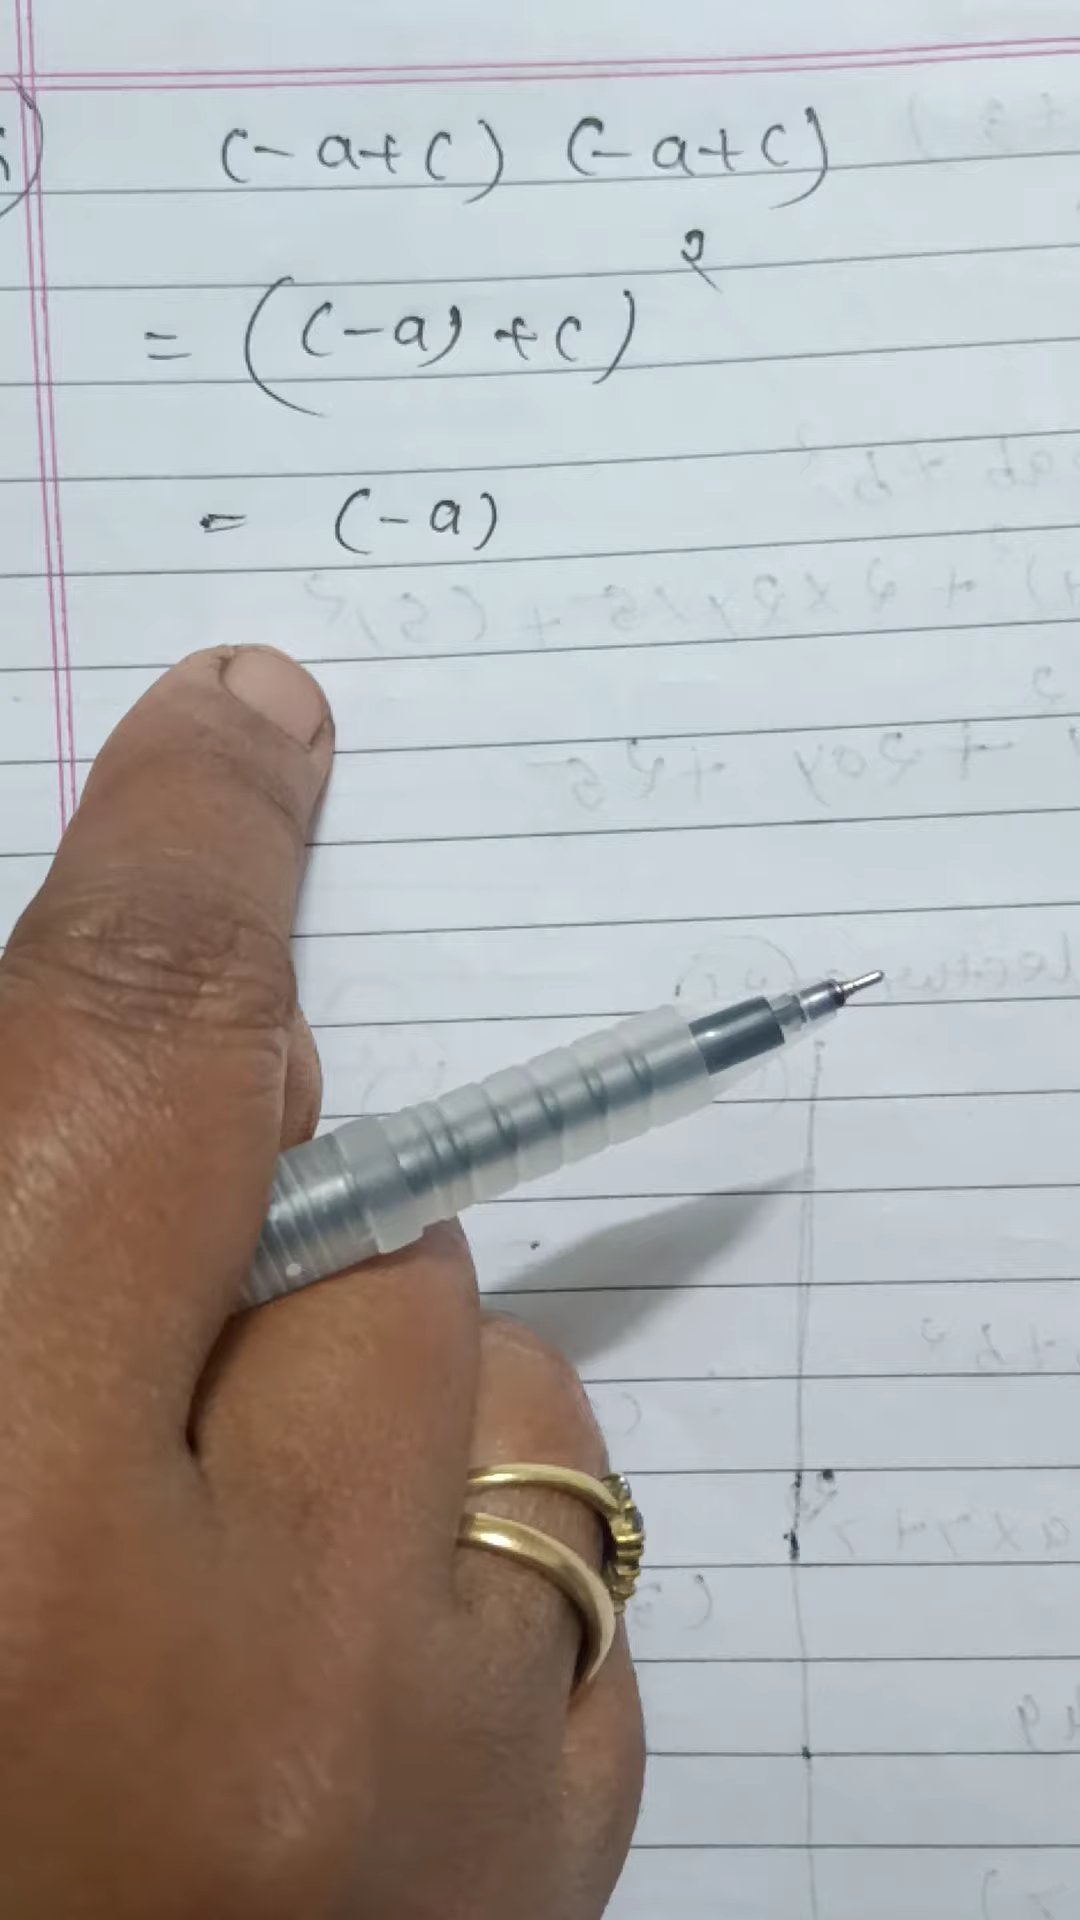 (-a+c) (-a+c)
= ((-a)+c)²
= (-a)